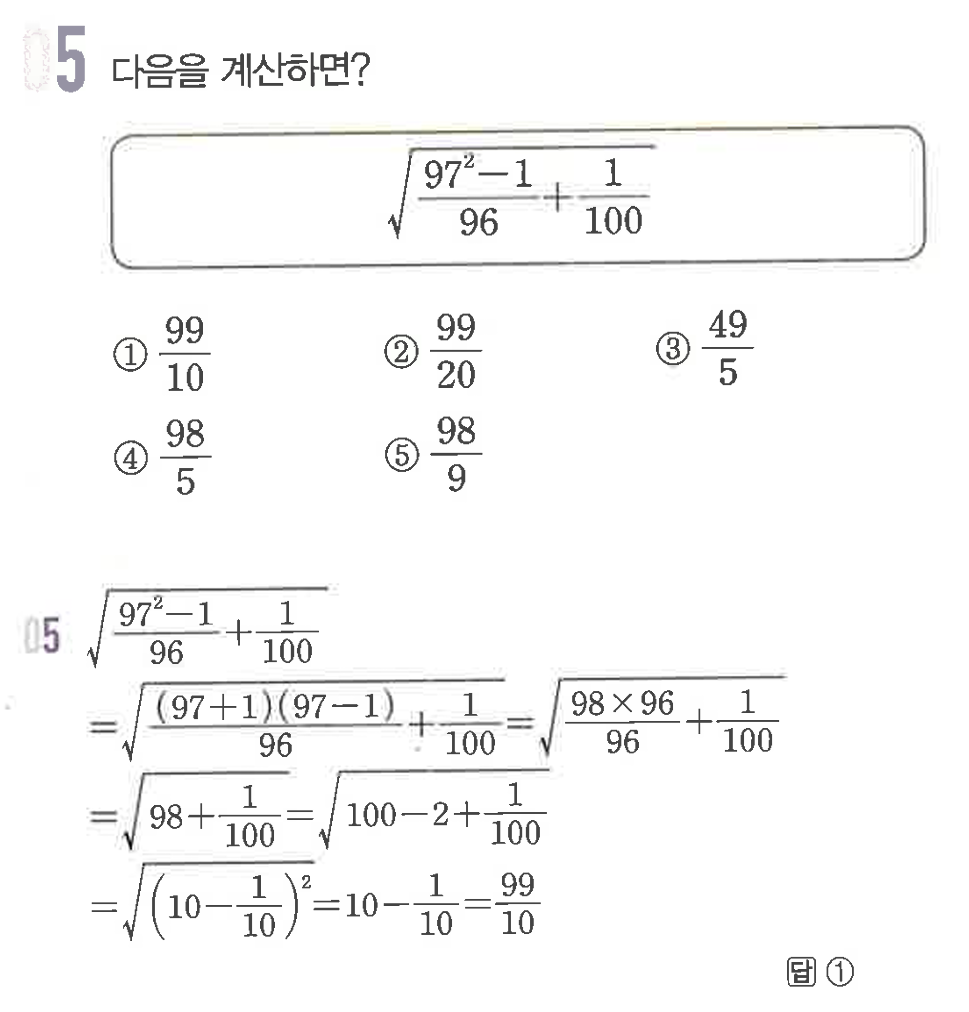 05 다음을 계산하면?
√((97²−1)/96 + 1/100)
① 99/10 ② 99/20 ③ 49/5
④ 98/5 ⑤ 98/9
05 √((97²−1)/96 + 1/100)
=√((97+1)(97−1)/96 + 1/100)=√((98×96)/96 + 1/100)
=√(98+1/100)=√(100−2+1/100)
=√((10−1/10)²)=10−1/10=99/10
답 ①